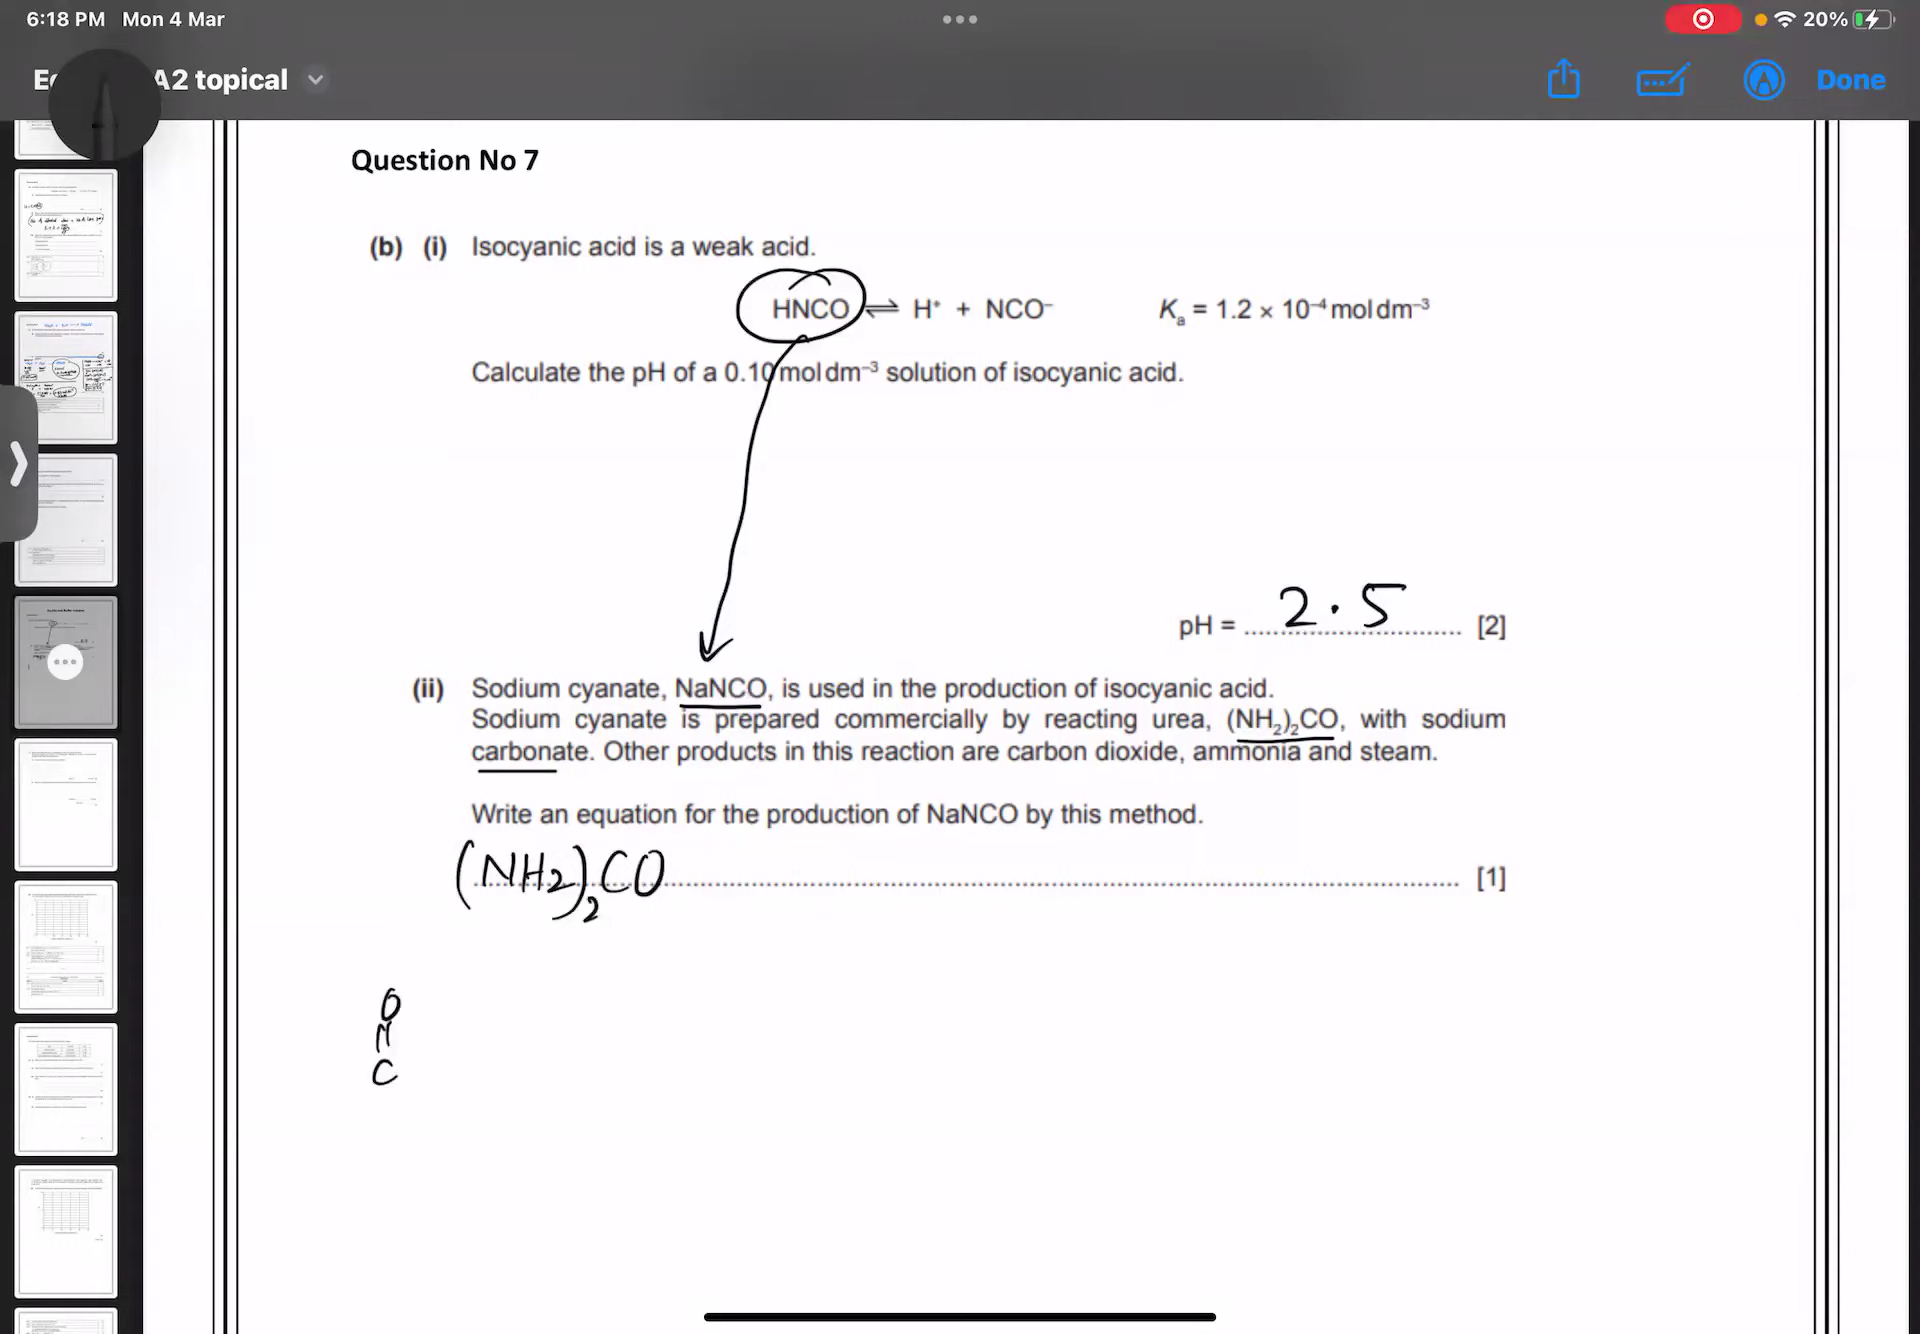 6:18 PM Mon 4 Mar
20%
A2 topical
Done
Question No 7
(b) (i) Isocyanic acid is a weak acid.
HNCO ⇌ H⁺ + NCO⁻ Kₐ = 1.2 × 10⁻⁴ mol dm⁻³
Calculate the pH of a 0.10 mol dm⁻³ solution of isocyanic acid.
pH = 2.5 [2]
(ii) Sodium cyanate, NaNCO, is used in the production of isocyanic acid.
Sodium cyanate is prepared commercially by reacting urea, (NH₂)₂CO, with sodium
carbonate. Other products in this reaction are carbon dioxide, ammonia and steam.
Write an equation for the production of NaNCO by this method.
(NH2)₂CO [1]
O
N
C